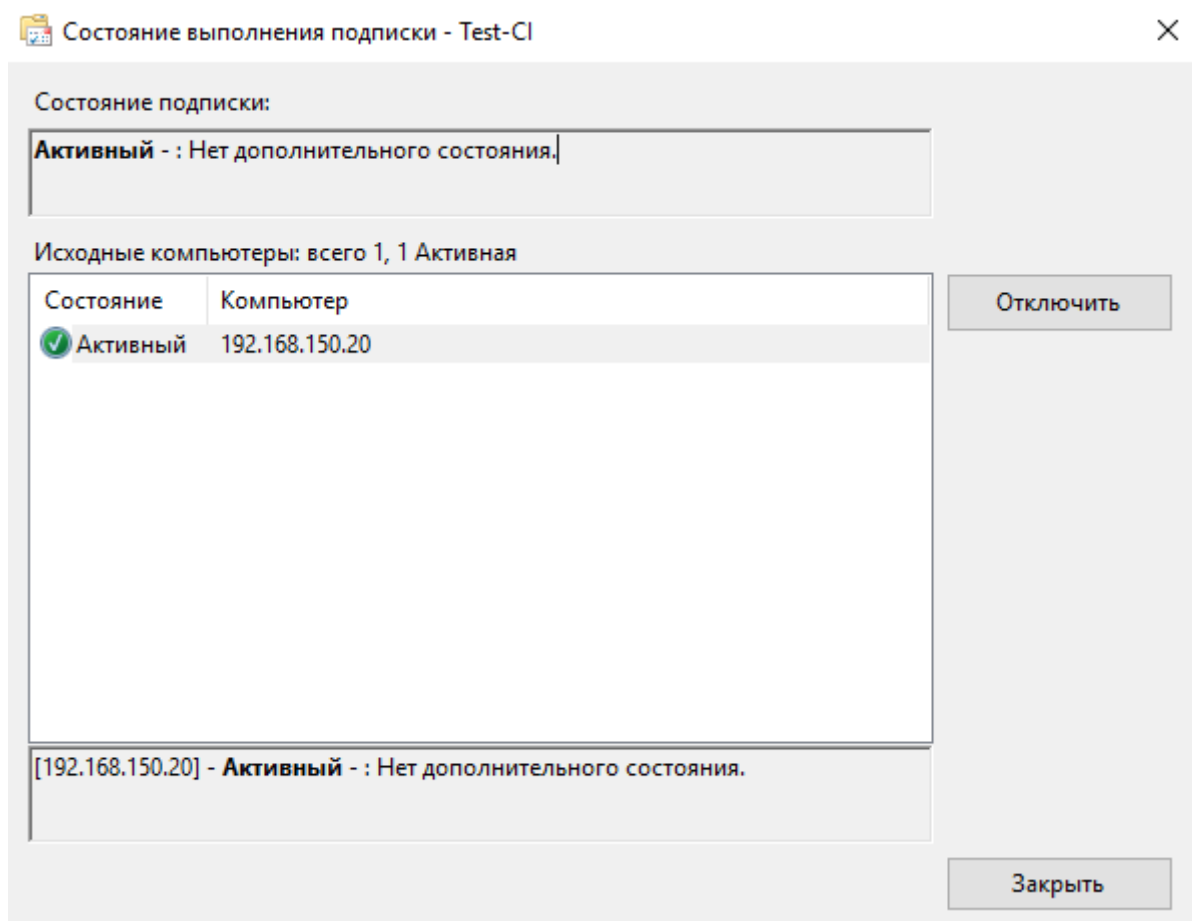 Состояние выполнения подписки - Test-CI
Состояние подписки:
Активный - : Нет дополнительного состояния.
Исходные компьютеры: всего 1, 1 Активная
Состояние Компьютер
Отключить
Активный 192.168.150.20
[192.168.150.20] - Активный - : Нет дополнительного состояния.
Закрыть